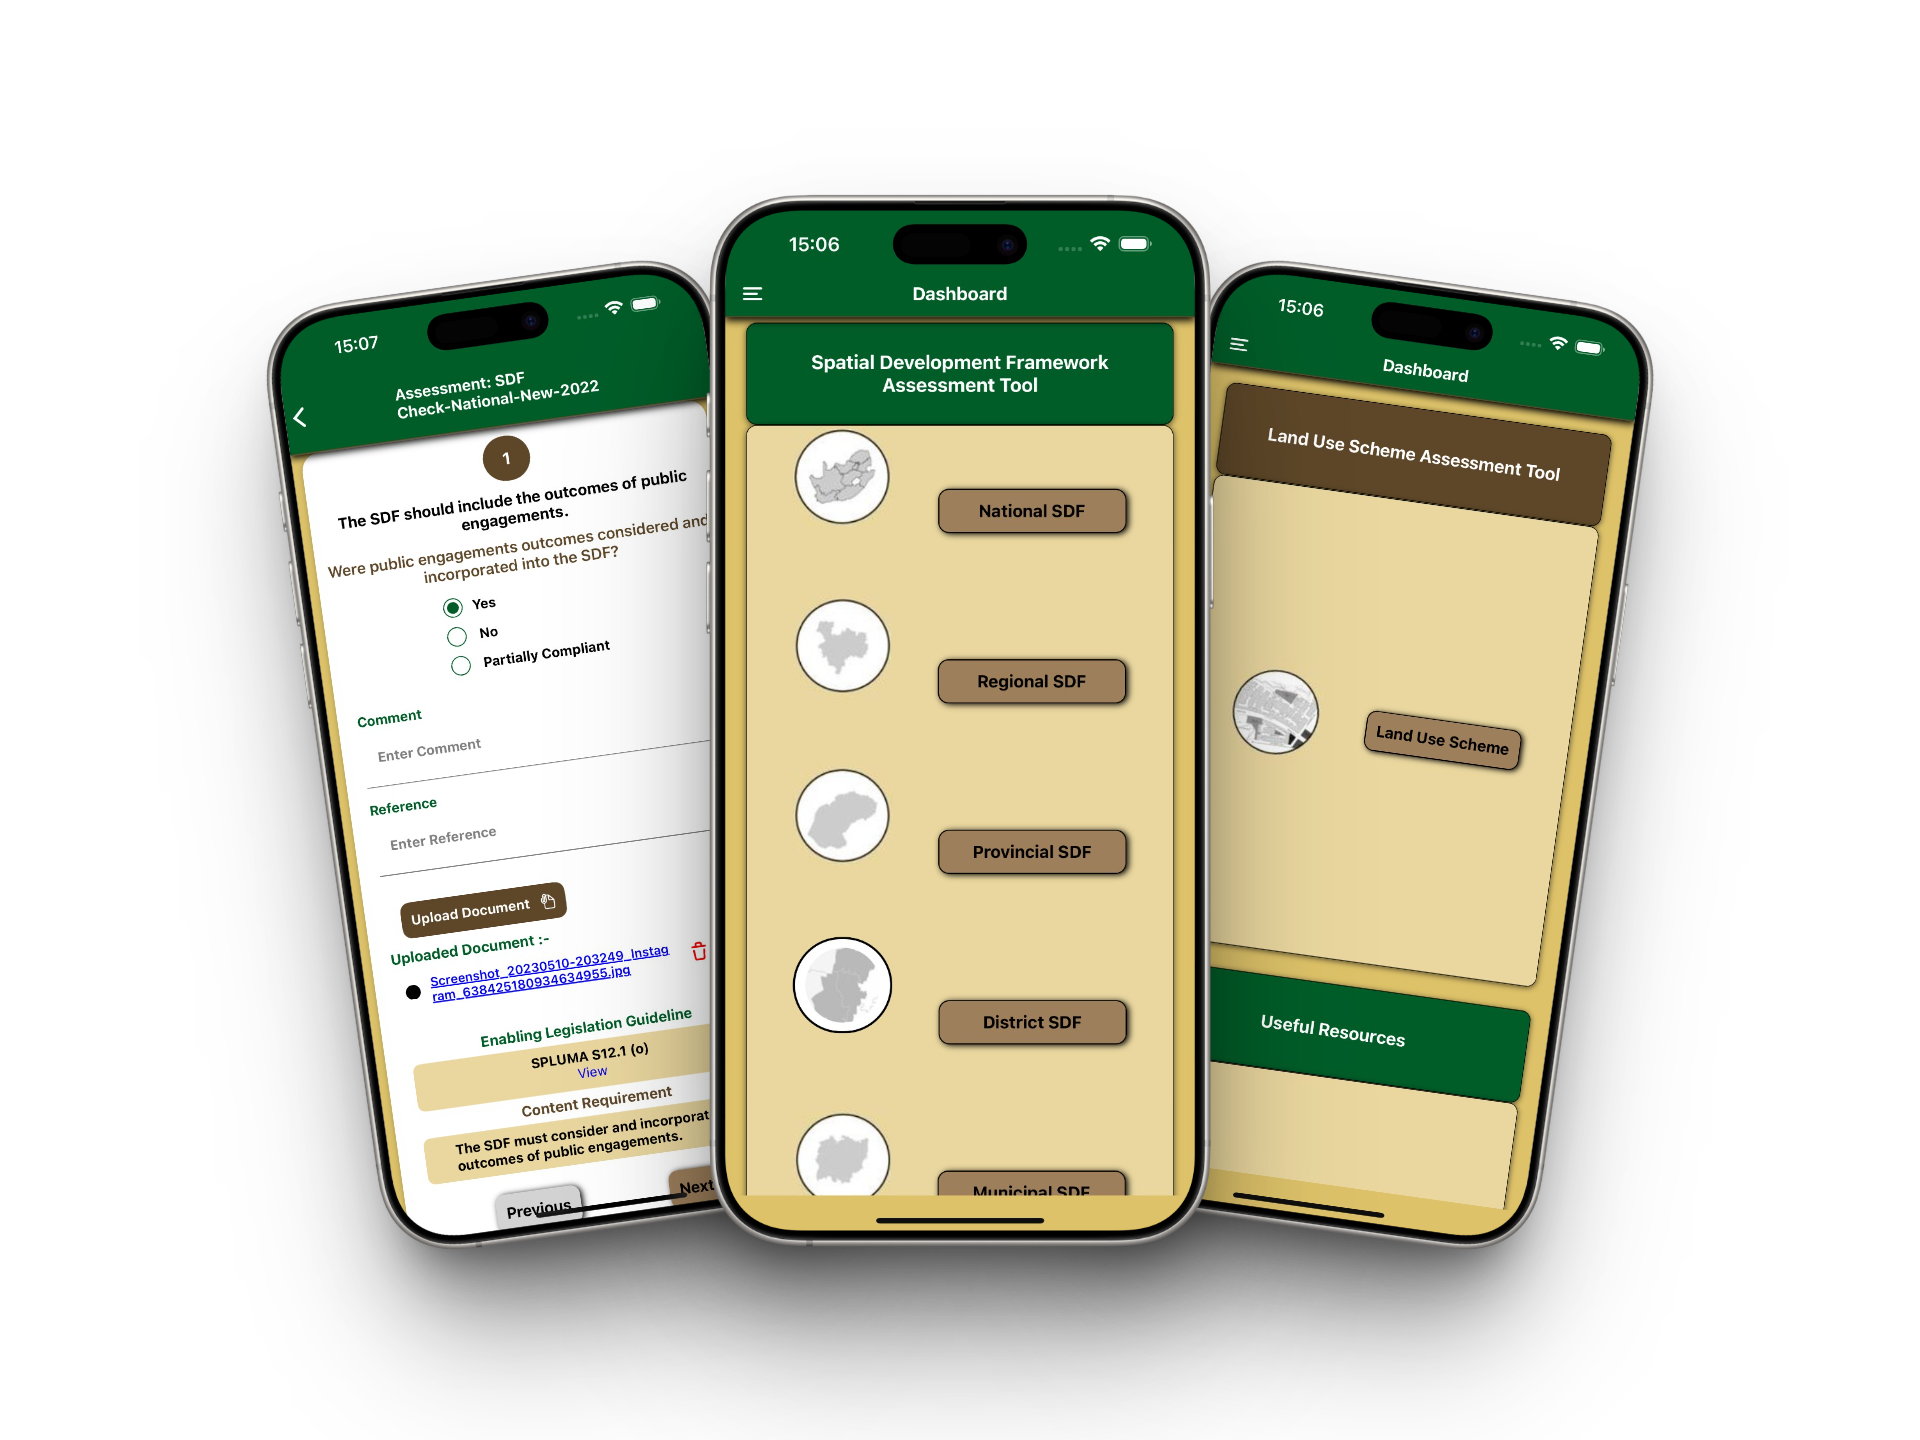 15:07
Assessment: SDF
Check-National-New-2022
1
The SDF should include the outcomes of public
engagements.
Were public engagements outcomes considered and
incorporated into the SDF?
Yes
No
Partially Compliant
Comment
Enter Comment
Reference
Enter Reference
Upload Document
Uploaded Document :-
Screenshot_20230510-203249_Instag
ram_638425180934634955.jpg
Enabling Legislation Guideline
SPLUMA S12.1 (o)
View
Content Requirement
The SDF must consider and incorporat
outcomes of public engagements.
Previous
Next
15:06
Dashboard
Spatial Development Framework
Assessment Tool
National SDF
Regional SDF
Provincial SDF
District SDF
Municipal SDF
15:06
Dashboard
Land Use Scheme Assessment Tool
Land Use Scheme
Useful Resources